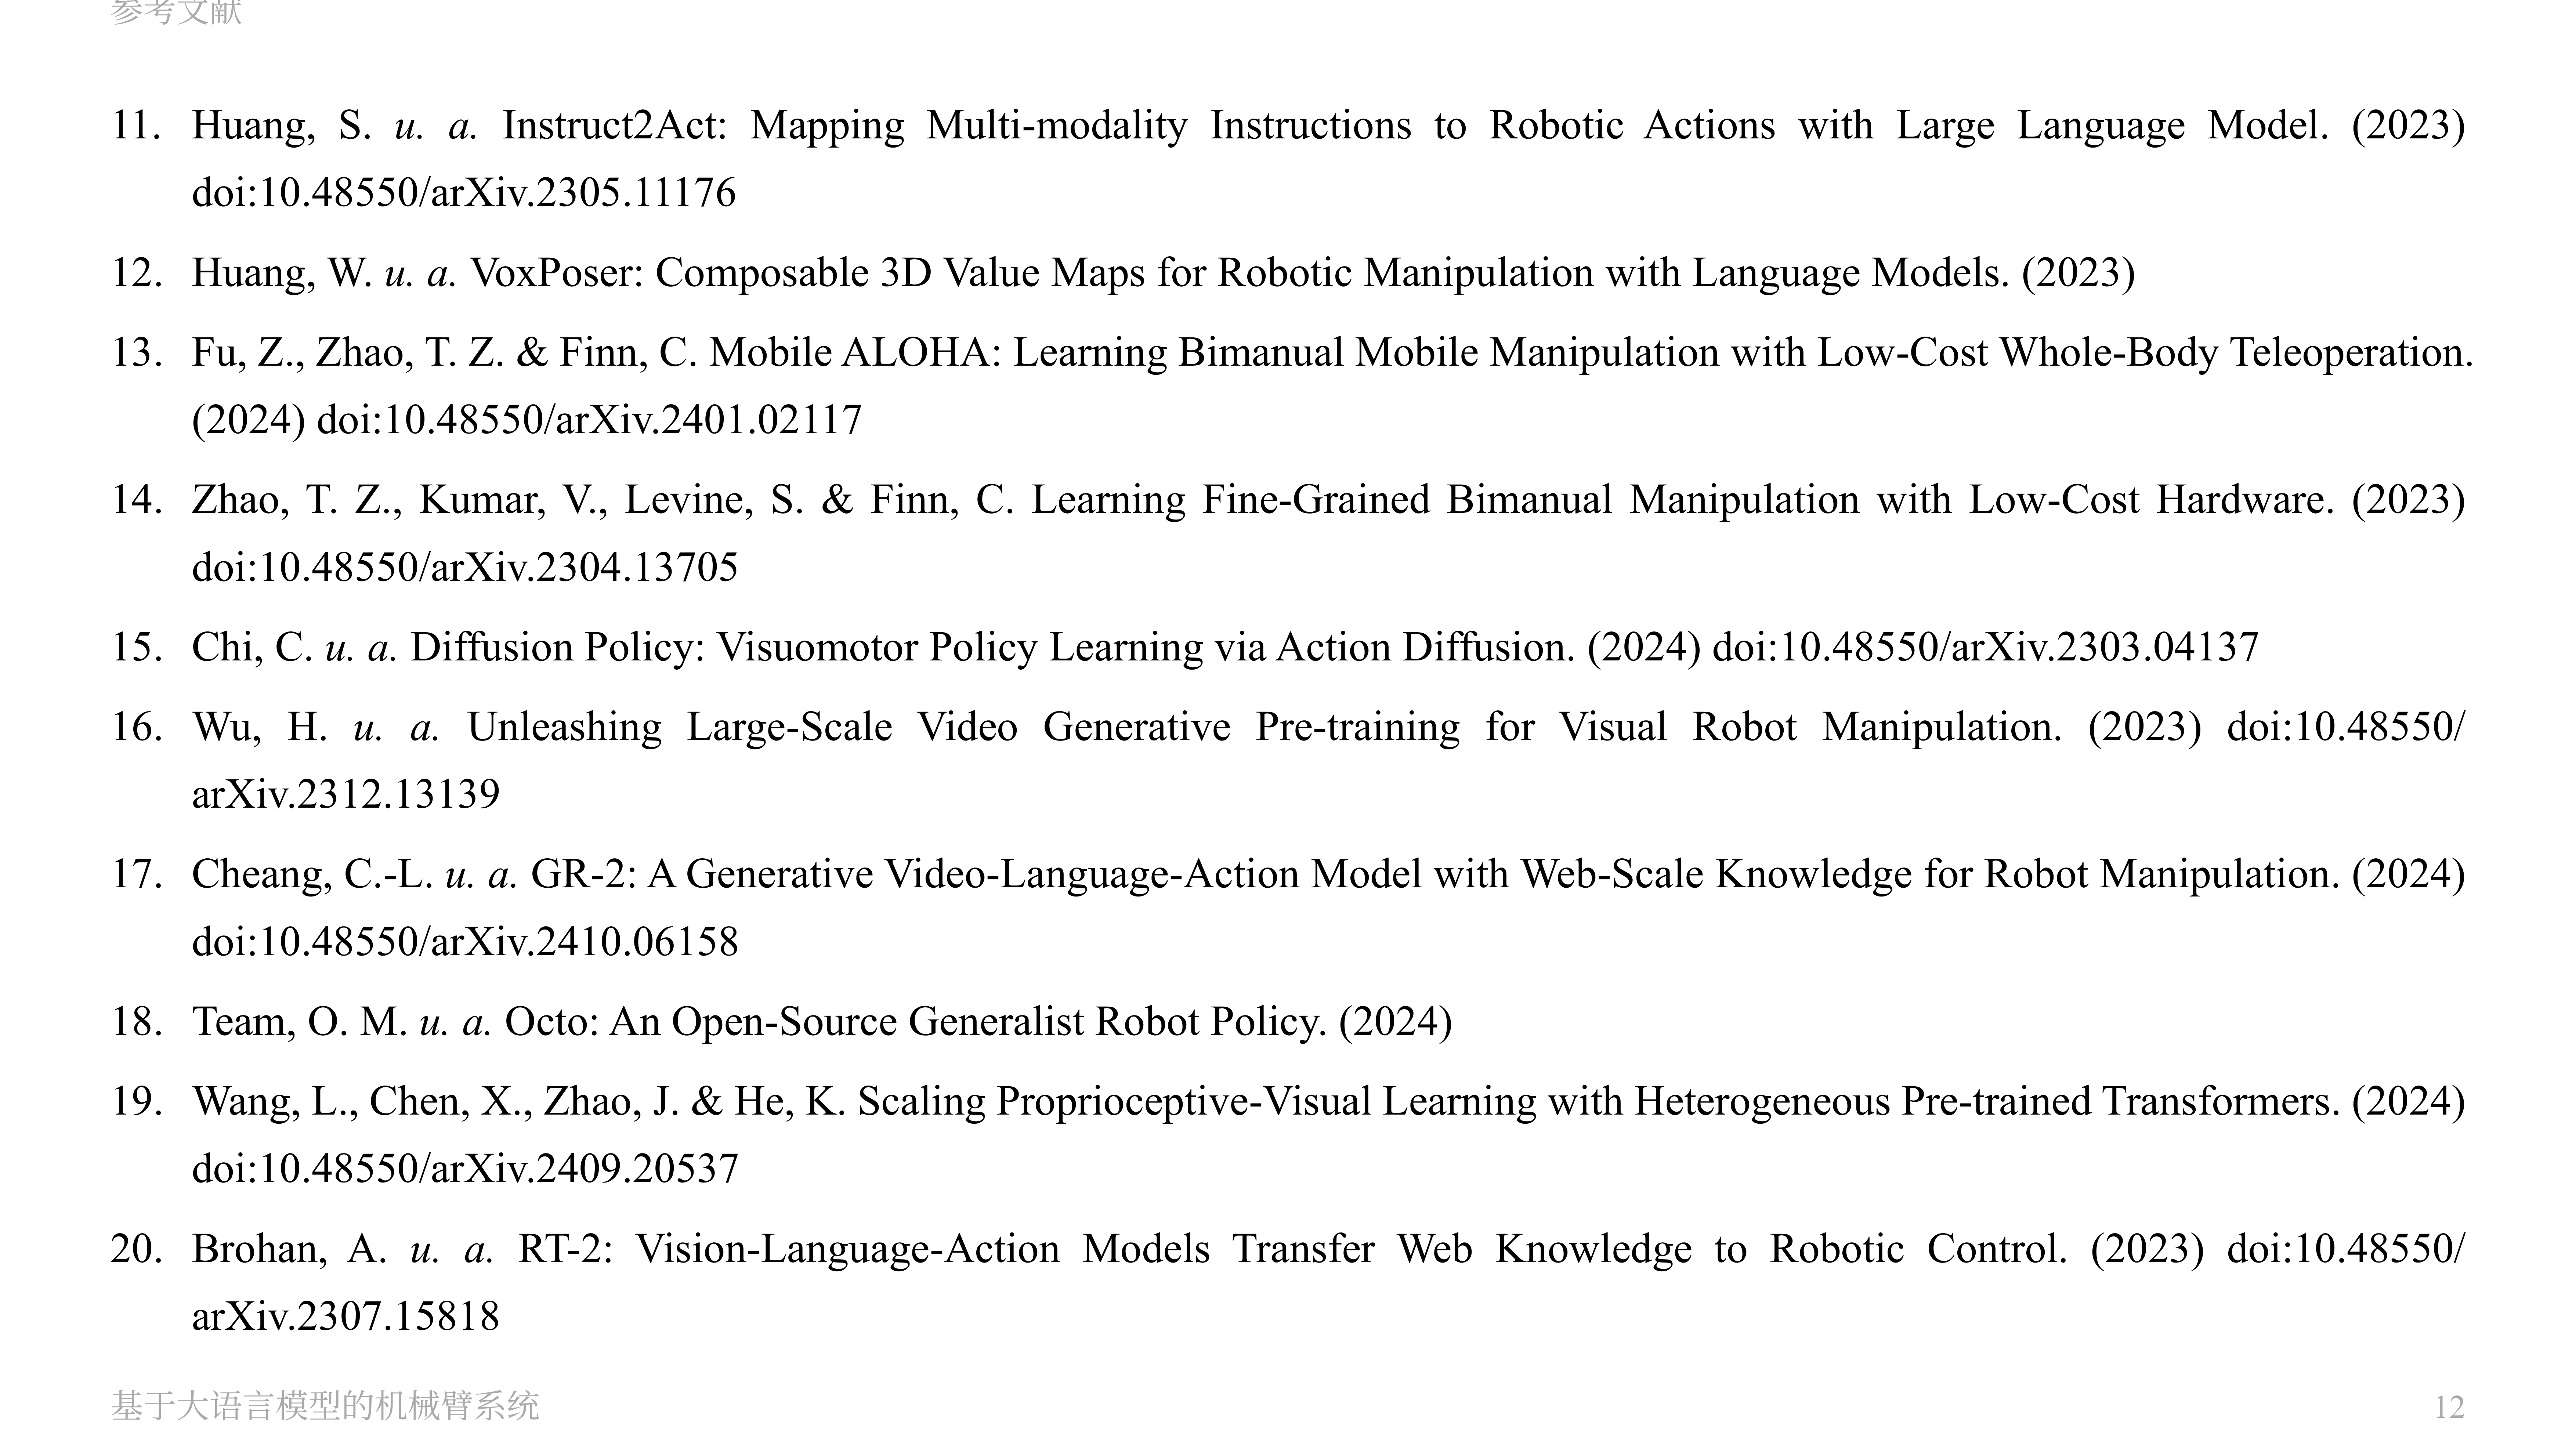 参考文献
11. Huang, S. u. a. Instruct2Act: Mapping Multi-modality Instructions to Robotic Actions with Large Language Model. (2023)
doi:10.48550/arXiv.2305.11176
12. Huang, W. u. a. VoxPoser: Composable 3D Value Maps for Robotic Manipulation with Language Models. (2023)
13. Fu, Z., Zhao, T. Z. & Finn, C. Mobile ALOHA: Learning Bimanual Mobile Manipulation with Low-Cost Whole-Body Teleoperation.
(2024) doi:10.48550/arXiv.2401.02117
14. Zhao, T. Z., Kumar, V., Levine, S. & Finn, C. Learning Fine-Grained Bimanual Manipulation with Low-Cost Hardware. (2023)
doi:10.48550/arXiv.2304.13705
15. Chi, C. u. a. Diffusion Policy: Visuomotor Policy Learning via Action Diffusion. (2024) doi:10.48550/arXiv.2303.04137
16. Wu, H. u. a. Unleashing Large-Scale Video Generative Pre-training for Visual Robot Manipulation. (2023) doi:10.48550/
arXiv.2312.13139
17. Cheang, C.-L. u. a. GR-2: A Generative Video-Language-Action Model with Web-Scale Knowledge for Robot Manipulation. (2024)
doi:10.48550/arXiv.2410.06158
18. Team, O. M. u. a. Octo: An Open-Source Generalist Robot Policy. (2024)
19. Wang, L., Chen, X., Zhao, J. & He, K. Scaling Proprioceptive-Visual Learning with Heterogeneous Pre-trained Transformers. (2024)
doi:10.48550/arXiv.2409.20537
20. Brohan, A. u. a. RT-2: Vision-Language-Action Models Transfer Web Knowledge to Robotic Control. (2023) doi:10.48550/
arXiv.2307.15818
基于大语言模型的机械臂系统 12